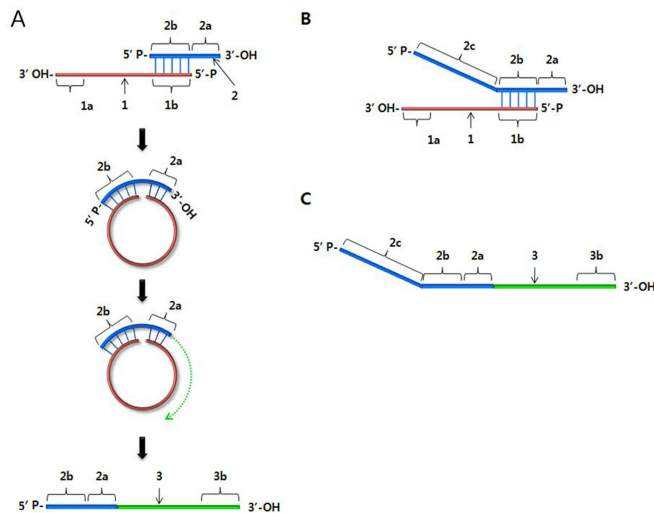 A
2b 2a
5' P- 3'-OH
3' OH- 5'-P
1a 1 1b 2
2b 2a
5' P- 3'-OH
2b 2a
2b 2a 3 3b
5' P- 3'-OH
B
5' P- 2c 2b 2a
3'-OH
3' OH- 5'-P
1a 1 1b
C
5' P- 2c 2b 2a 3 3b
3'-OH